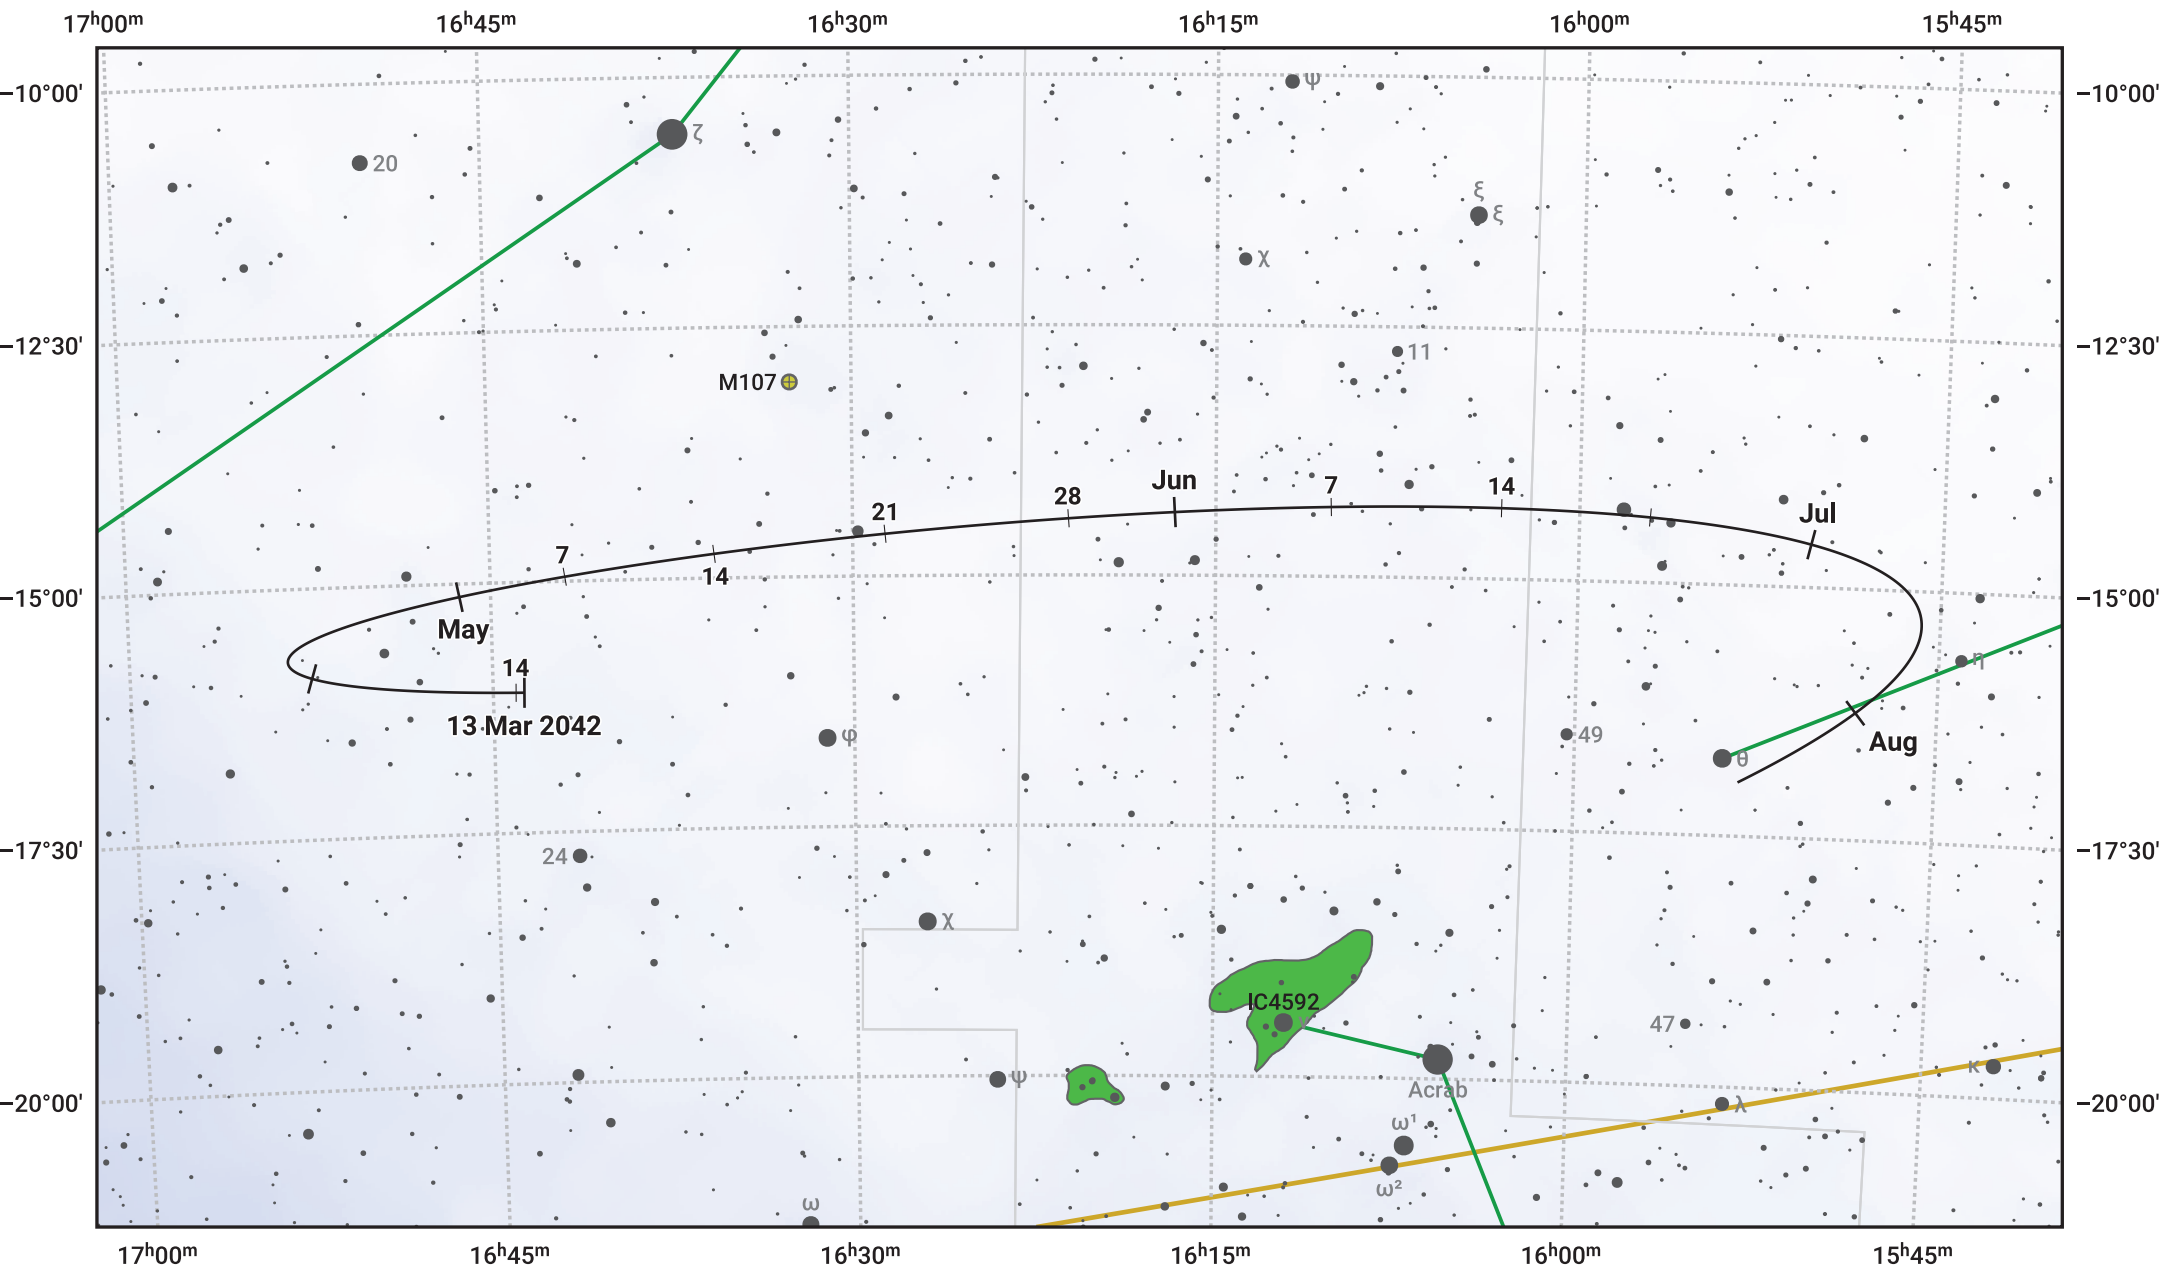 17ʰ00ᵐ 16ʰ45ᵐ 16ʰ30ᵐ 16ʰ15ᵐ 16ʰ00ᵐ 15ʰ45ᵐ
−10°00' −10°00'
ψ
ζ
20
ξ
ξ
χ
−12°30' −12°30'
11
M107
Jun
7
14
28
21
Jul
7
14
−15°00' −15°00'
May
η
14
13 Mar 2042
φ
49
θ
Aug
−17°30' −17°30'
24
χ
IC4592
47
κ
ψ
Acrab
−20°00' −20°00'
λ
ω¹
ω²
ω
17ʰ00ᵐ 16ʰ45ᵐ 16ʰ30ᵐ 16ʰ15ᵐ 16ʰ00ᵐ 15ʰ45ᵐ